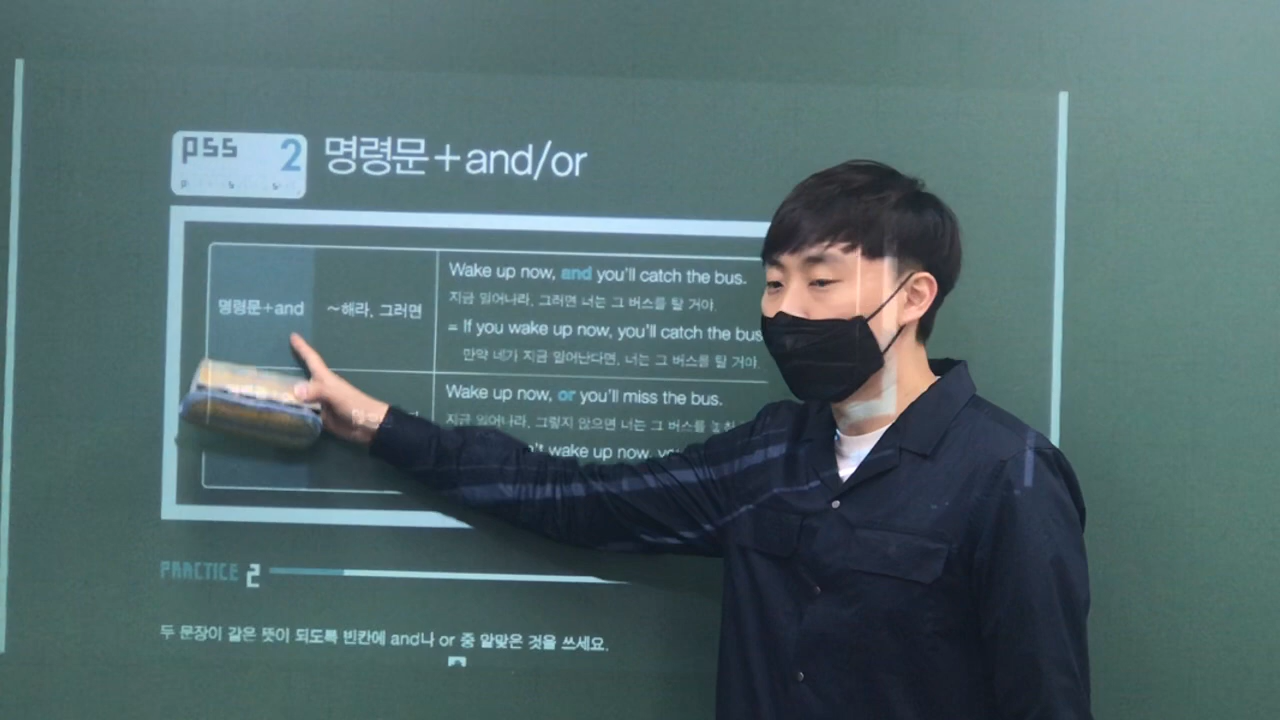 pss 2 명령문+and/or
p s s
Wake up now, and you'll catch the bus.
지금 일어나라, 그러면 너는 그 버스를 탈 거야.
명령문+and ~해라, 그러면
= If you wake up now, you'll catch the bus
만약 네가 지금 일어난다면, 너는 그 버스를 탈 거야.
Wake up now, or you'll miss the bus.
지금 일어나라, 그렇지 않으면 너는 그 버스를
't wake up now,
PRACTICE 2
두 문장이 같은 뜻이 되도록 빈칸에 and나 or 중 알맞은 것을 쓰세요.